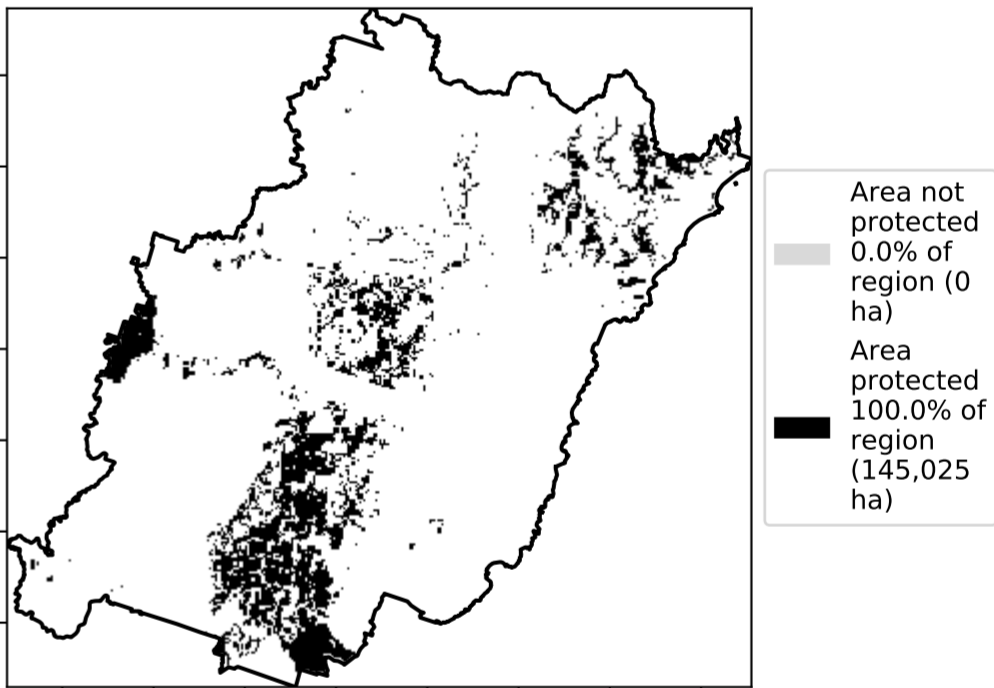 Area not
protected
0.0% of
region (0
ha)
Area
protected
100.0% of
region
(145,025
ha)